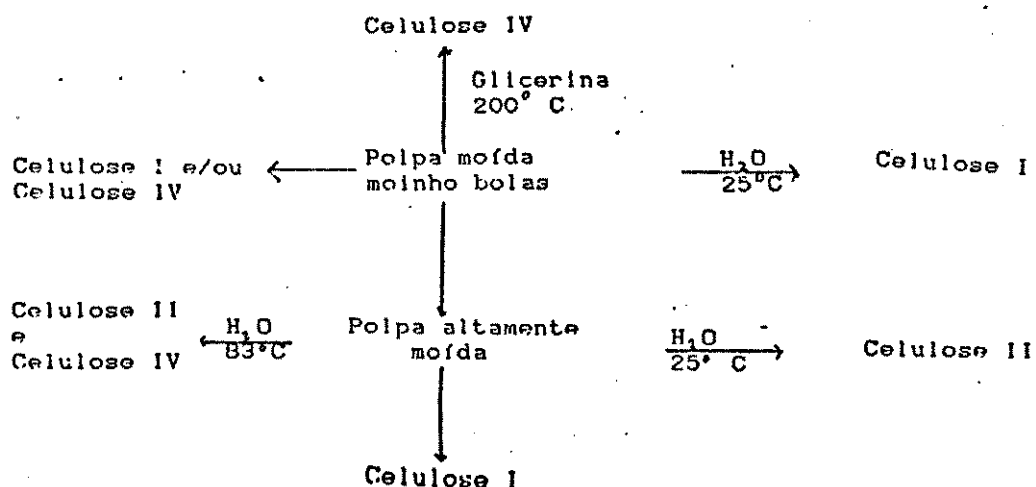 Celulose IV
Glicerina
200° C.
Celulose I e/ou
Celulose IV
Polpa moída
moinho bolas
H₂O
25°C
Celulose I
Celulose II
e
Celulose IV
H₂O
83°C
Polpa altamente
moída
H₂O
25° C
Celulose II
Celulose I